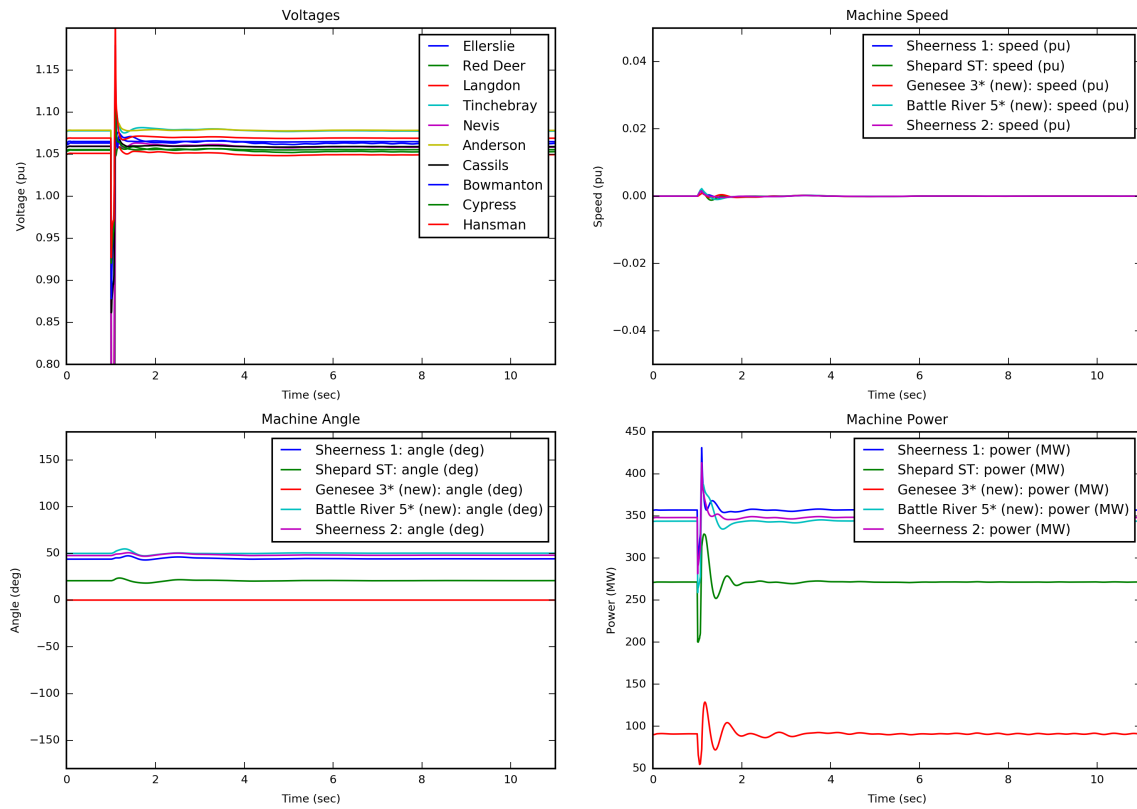 Voltages
1.15
1.10
1.05
1.00
0.95
0.90
0.85
0.80
Voltage (pu)
0 2 4 6 8 10
Time (sec)
Ellerslie
Red Deer
Langdon
Tinchebray
Nevis
Anderson
Cassils
Bowmanton
Cypress
Hansman
Machine Speed
0.04
0.02
0.00
−0.02
−0.04
Speed (pu)
0 2 4 6 8 10
Time (sec)
Sheerness 1: speed (pu)
Shepard ST: speed (pu)
Genesee 3* (new): speed (pu)
Battle River 5* (new): speed (pu)
Sheerness 2: speed (pu)
Machine Angle
150
100
50
0
−50
−100
−150
Angle (deg)
0 2 4 6 8 10
Time (sec)
Sheerness 1: angle (deg)
Shepard ST: angle (deg)
Genesee 3* (new): angle (deg)
Battle River 5* (new): angle (deg)
Sheerness 2: angle (deg)
Machine Power
450
400
350
300
250
200
150
100
50
Power (MW)
0 2 4 6 8 10
Time (sec)
Sheerness 1: power (MW)
Shepard ST: power (MW)
Genesee 3* (new): power (MW)
Battle River 5* (new): power (MW)
Sheerness 2: power (MW)